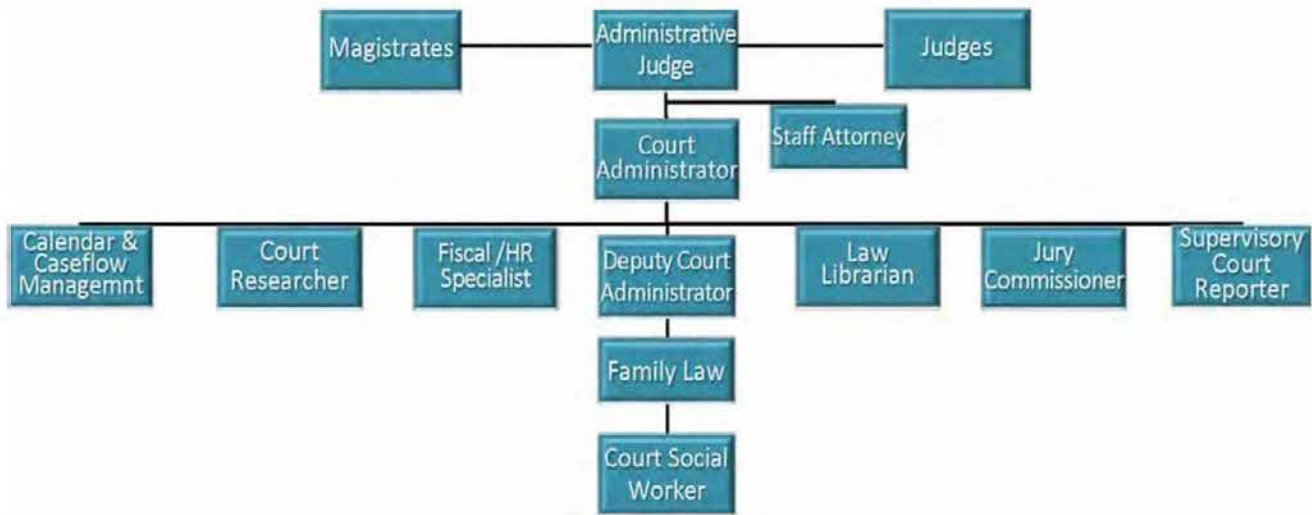 Magistrates
Administrative
Judge
Judges
Court
Administrator
Staff Attorney
Calendar &
Caseflow
Managemnt
Court
Researcher
Fiscal /HR
Specialist
Deputy Court
Administrator
Law
Librarian
Jury
Commissioner
Supervisory
Court
Reporter
Family Law
Court Social
Worker